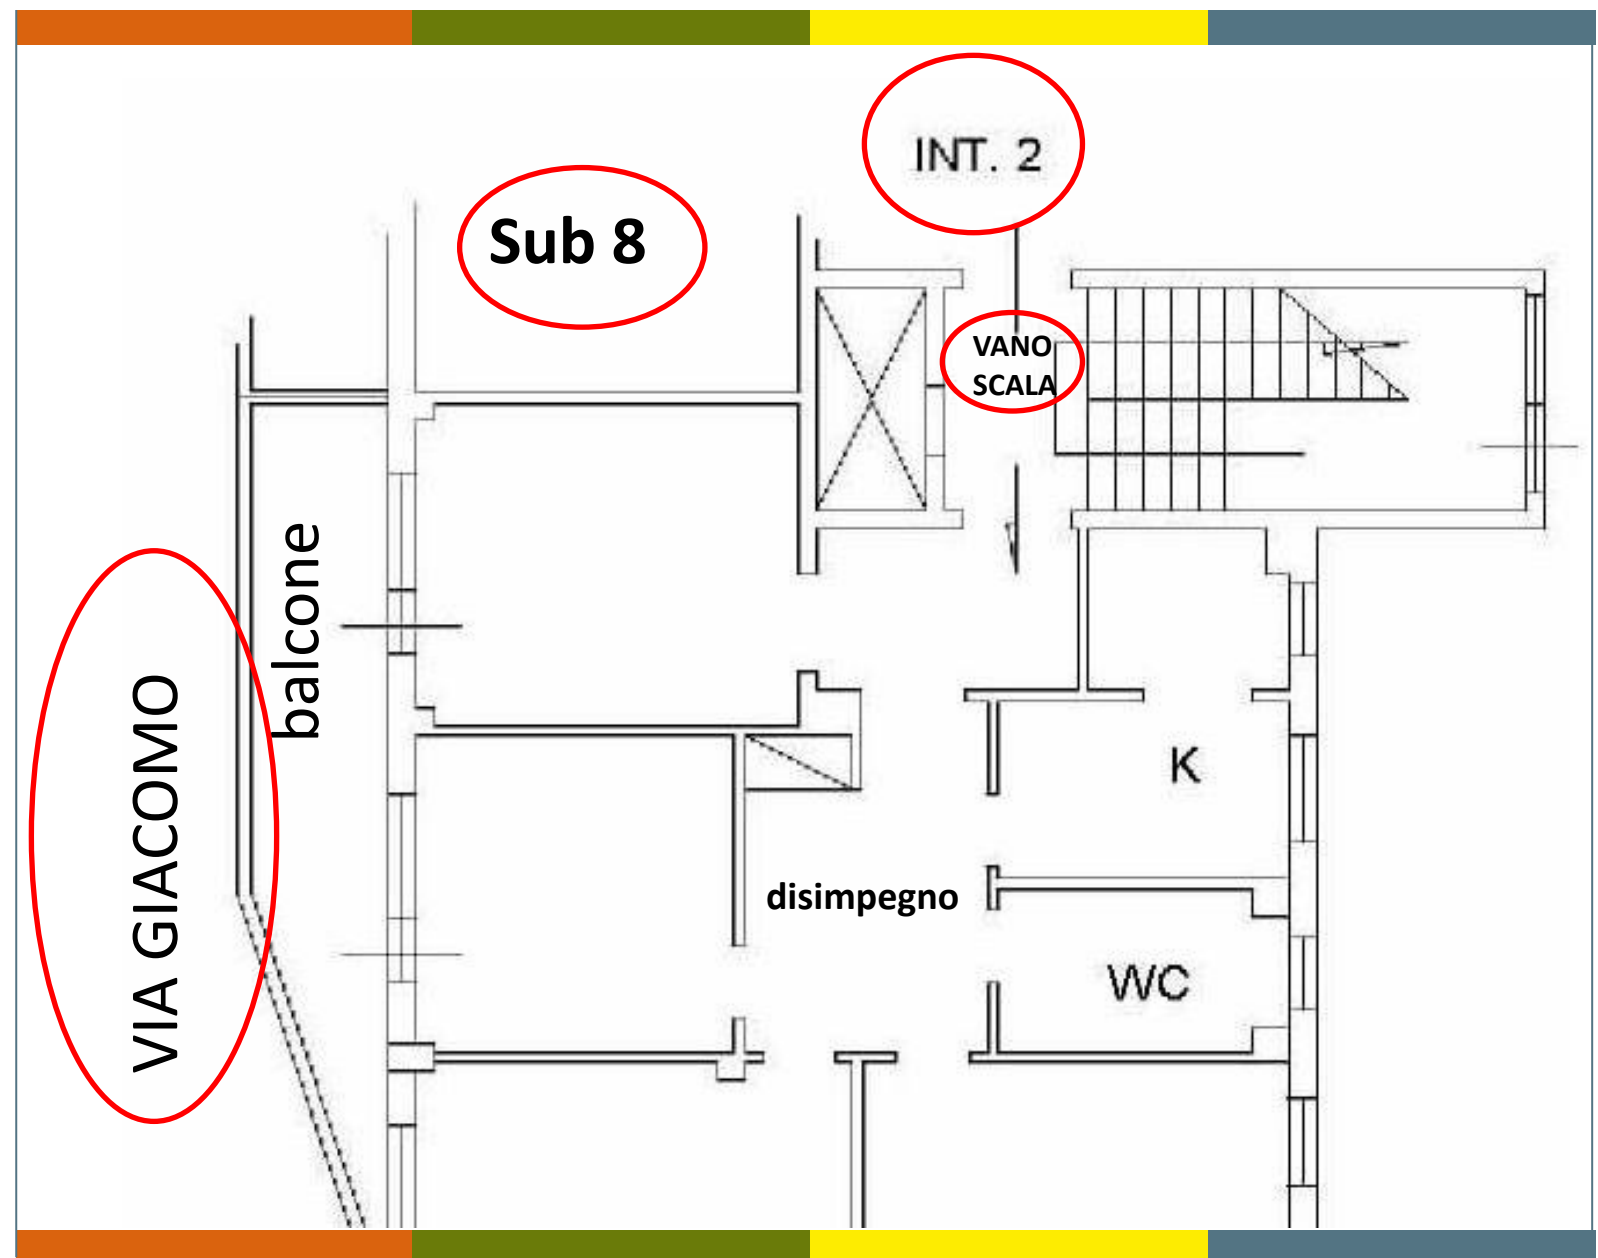 INT. 2
Sub 8
VANO
SCALA
balcone
VIA GIACOMO
K
disimpegno
WC